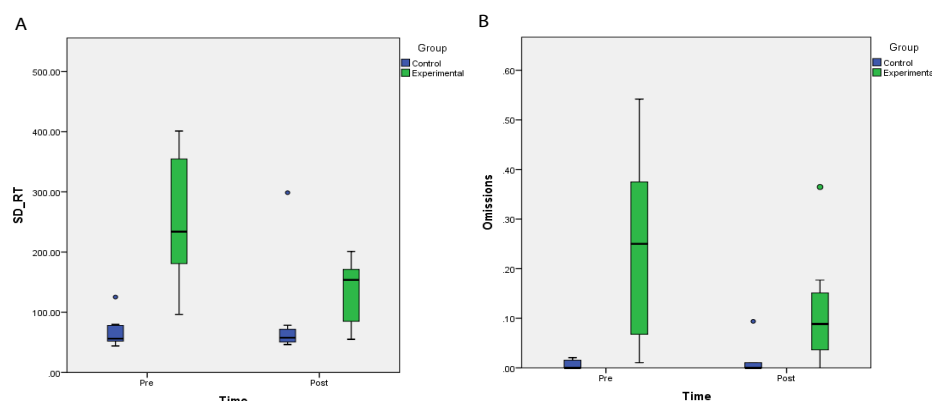 A
Group
Control
Experimental
500.00
400.00
300.00
200.00
100.00
.00
SD_RT
Pre
Post
Time
B
Group
Control
Experimenta
.60
.50
.40
.30
.20
.10
.00
Omissions
Pre
Post
Time